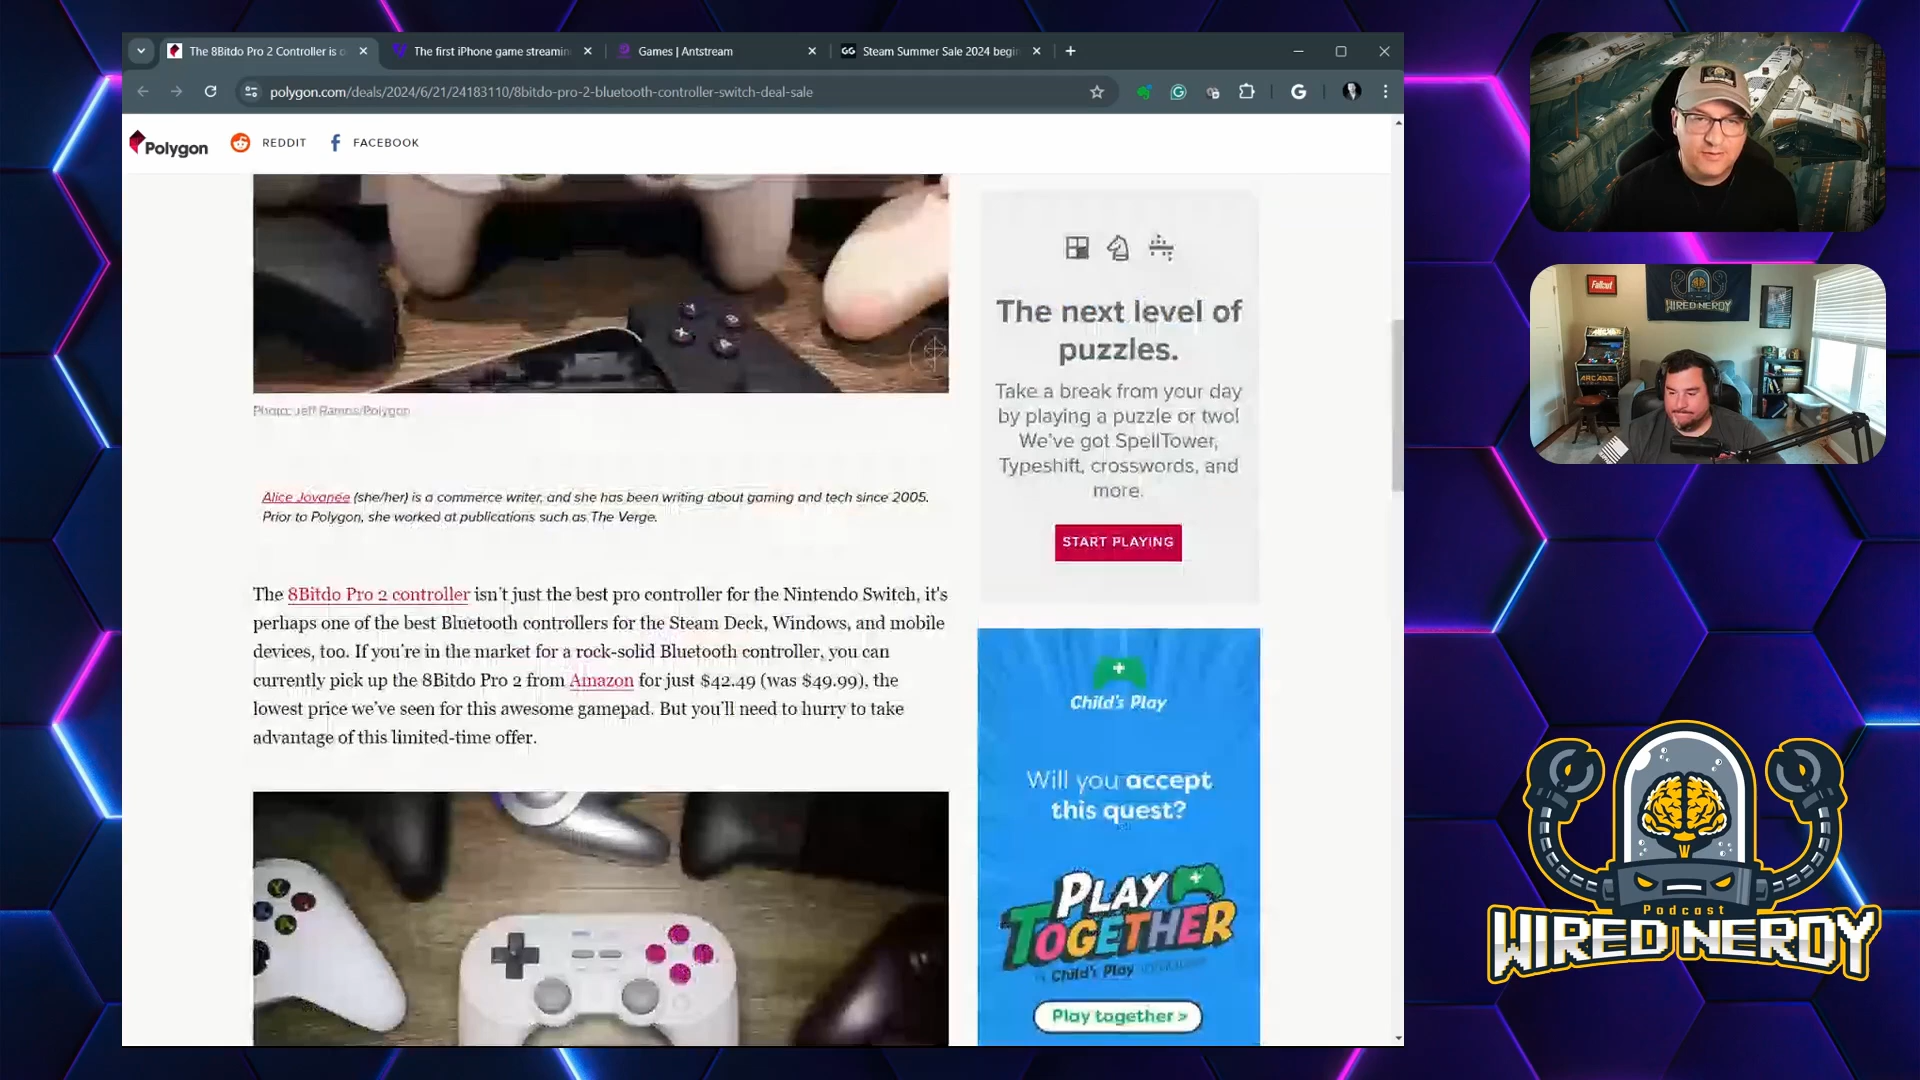 The 8Bitdo Pro 2 Controller is o
The first iPhone game streamin
Games | Antstream
GG
Steam Summer Sale 2024 begi
polygon.com/deals/2024/6/21/24183110/8bitdo-pro-2-bluetooth-controller-switch-deal-sale
Polygon
REDDIT
FACEBOOK
Photo: Jeff Ramos/Polygon
Alice Jovanée (she/her) is a commerce writer, and she has been writing about gaming and tech since 2005.
Prior to Polygon, she worked at publications such as The Verge.
The 8Bitdo Pro 2 controller isn't just the best pro controller for the Nintendo Switch, it's
perhaps one of the best Bluetooth controllers for the Steam Deck, Windows, and mobile
devices, too. If you're in the market for a rock-solid Bluetooth controller, you can
currently pick up the 8Bitdo Pro 2 from Amazon for just $42.49 (was $49.99), the
lowest price we've seen for this awesome gamepad. But you'll need to hurry to take
advantage of this limited-time offer.
The next level of
puzzles.
Take a break from your day
by playing a puzzle or two!
We've got SpellTower,
Typeshift, crosswords, and
more.
START PLAYING
Child's Play
Will you accept
this quest?
PLAY
TOGETHER
Child's Play
Play together >
Fallout
WIRED NERDY
ARCADE
Podcast
WIRED NERDY